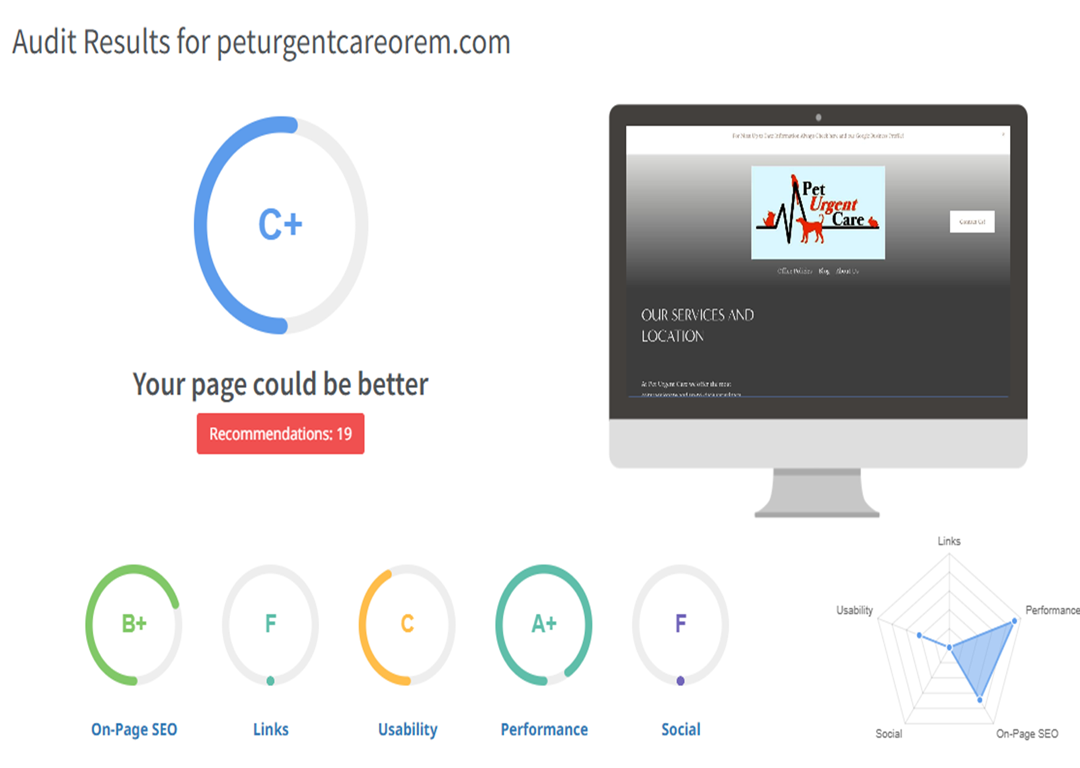 Audit Results for peturgentcareorem.com
C+
Your page could be better
Recommendations: 19
Pet
Urgent
Care
Contact Us!
Office Policies Blog About Us
OUR SERVICES AND
LOCATION
At Pet Urgent Care we offer the most
B+
F
C
A+
F
On-Page SEO
Links
Usability
Performance
Social
Links
Performance
Usability
Social
On-Page SEO